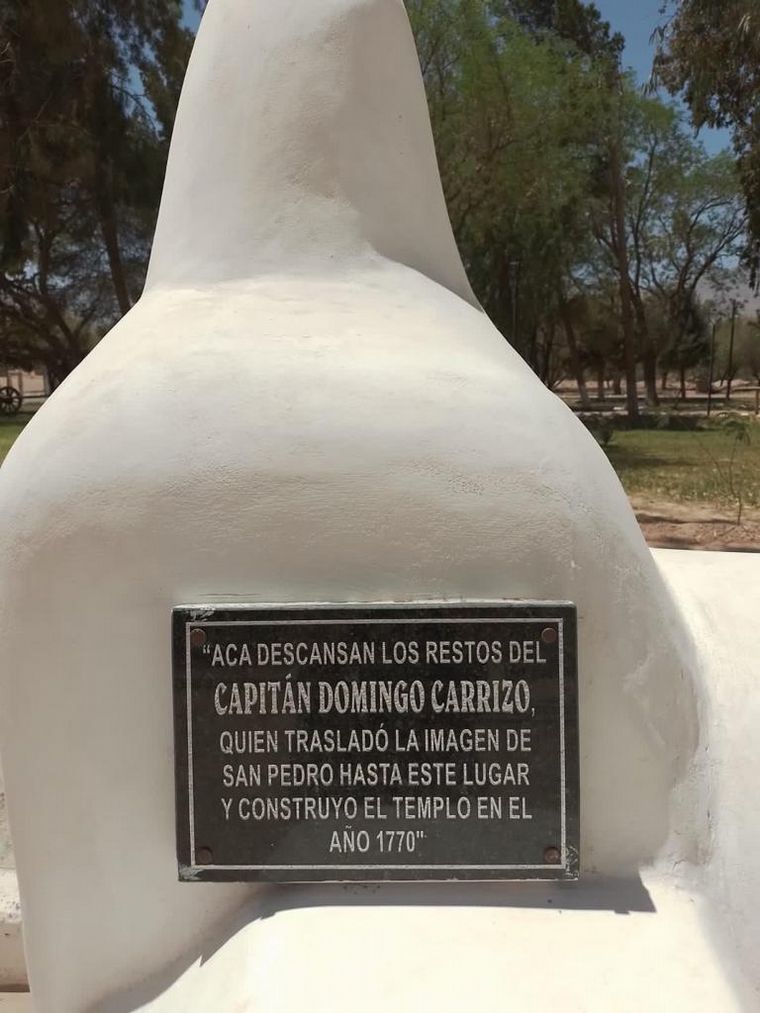 “ACA DESCANSAN LOS RESTOS DEL
CAPITÁN DOMINGO CARRIZO,
QUIEN TRASLADÓ LA IMAGEN DE
SAN PEDRO HASTA ESTE LUGAR
Y CONSTRUYO EL TEMPLO EN EL
AÑO 1770"